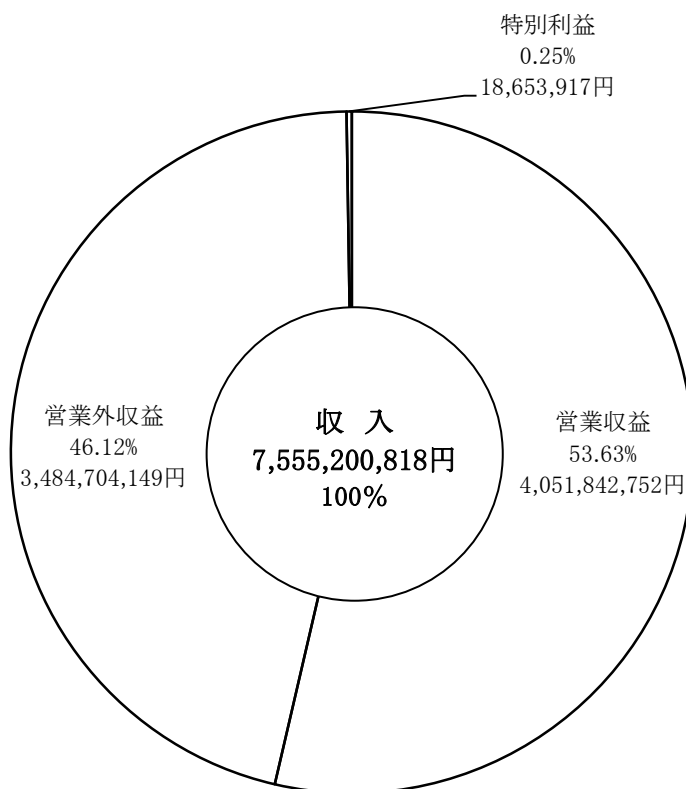 特別利益
0.25%
18,653,917円
営業外収益
46.12%
3,484,704,149円
収 入
7,555,200,818円
100%
営業収益
53.63%
4,051,842,752円